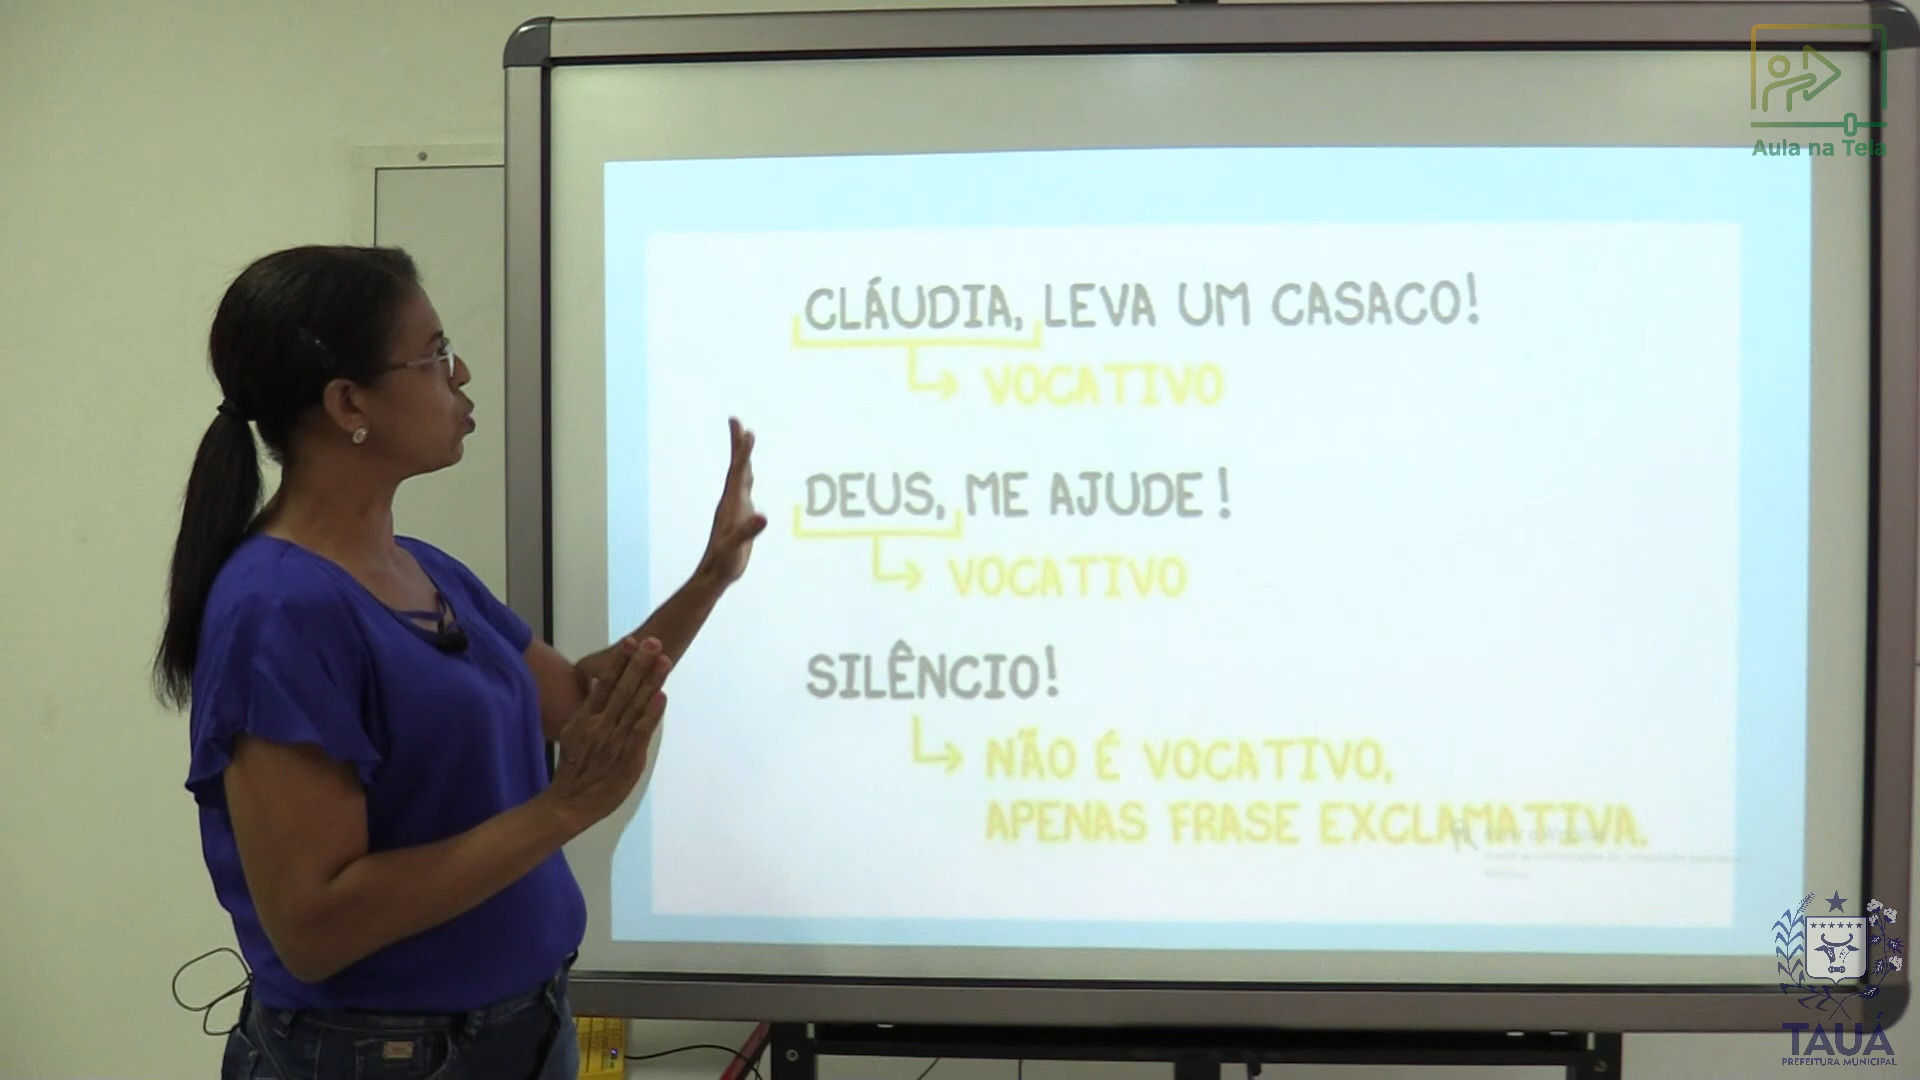 Aula na Tela
CLÁUDIA, LEVA UM CASACO!
VOCATIVO
DEUS, ME AJUDE!
VOCATIVO
SILÊNCIO!
NÃO É VOCATIVO,
APENAS FRASE EXCLAMATIVA.
TAUÁ
PREFEITURA MUNICIPAL